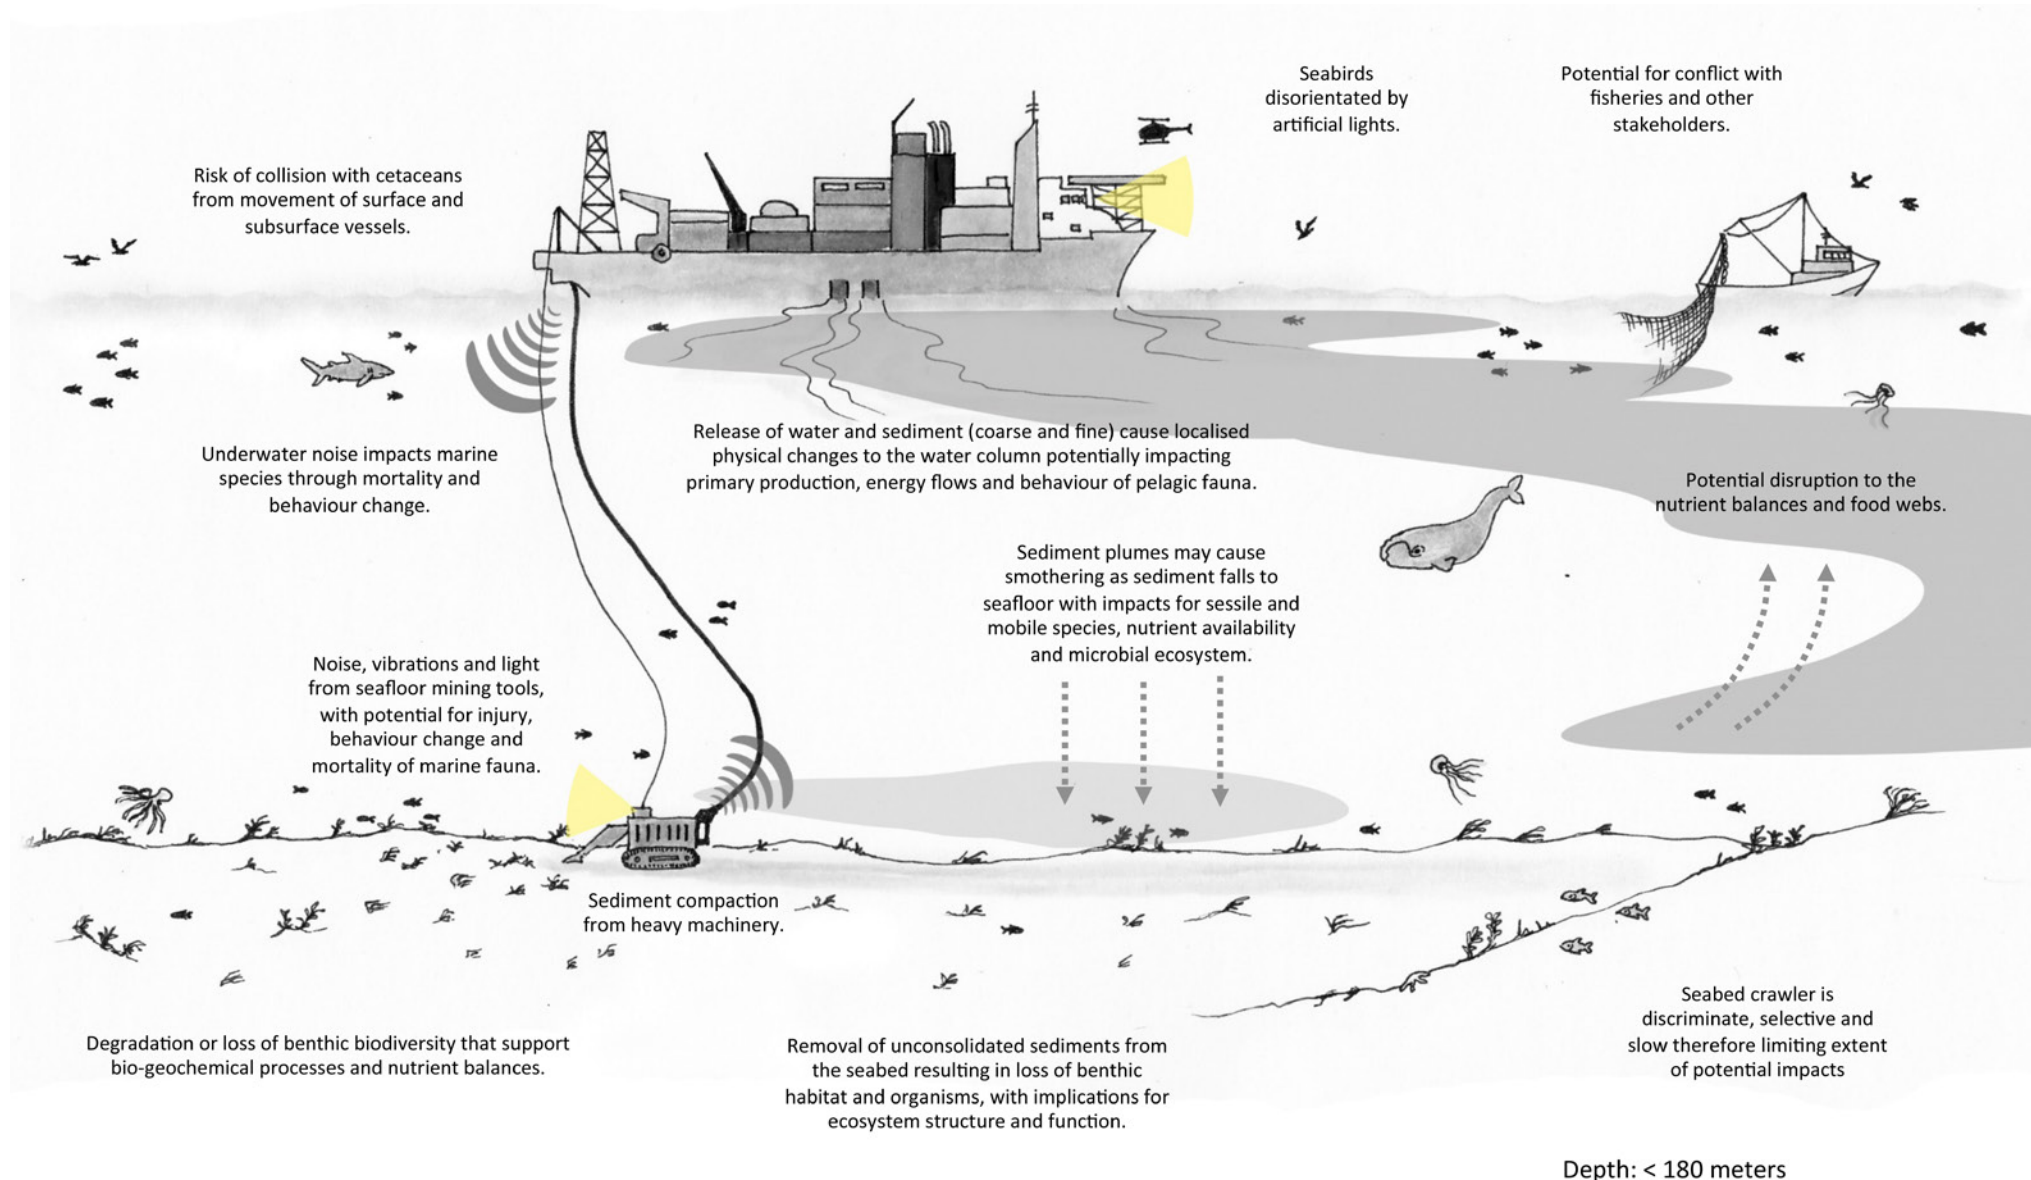 Seabirds
disorientated by
artificial lights.
Potential for conflict with
fisheries and other
stakeholders.
Risk of collision with cetaceans
from movement of surface and
subsurface vessels.
Underwater noise impacts marine
species through mortality and
behaviour change.
Release of water and sediment (coarse and fine) cause localised
physical changes to the water column potentially impacting
primary production, energy flows and behaviour of pelagic fauna.
Potential disruption to the
nutrient balances and food webs.
Sediment plumes may cause
smothering as sediment falls to
seafloor with impacts for sessile and
mobile species, nutrient availability
and microbial ecosystem.
Noise, vibrations and light
from seafloor mining tools,
with potential for injury,
behaviour change and
mortality of marine fauna.
Sediment compaction
from heavy machinery.
Degradation or loss of benthic biodiversity that support
bio-geochemical processes and nutrient balances.
Removal of unconsolidated sediments from
the seabed resulting in loss of benthic
habitat and organisms, with implications for
ecosystem structure and function.
Seabed crawler is
discriminate, selective and
slow therefore limiting extent
of potential impacts
Depth: < 180 meters